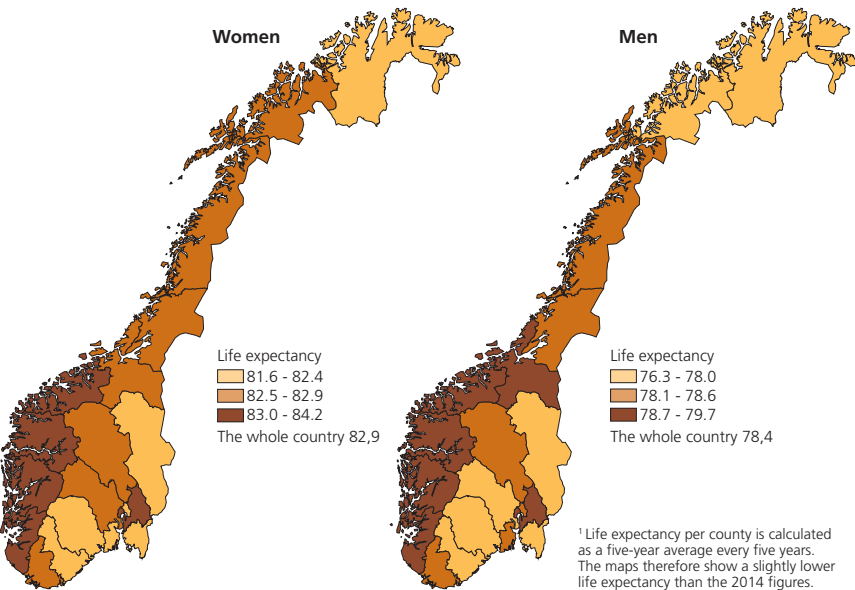 Women
Life expectancy
81.6 - 82.4
82.5 - 82.9
83.0 - 84.2
The whole country 82,9
Men
Life expectancy
76.3 - 78.0
78.1 - 78.6
78.7 - 79.7
The whole country 78,4
¹ Life expectancy per county is calculated
as a five-year average every five years.
The maps therefore show a slightly lower
life expectancy than the 2014 figures.